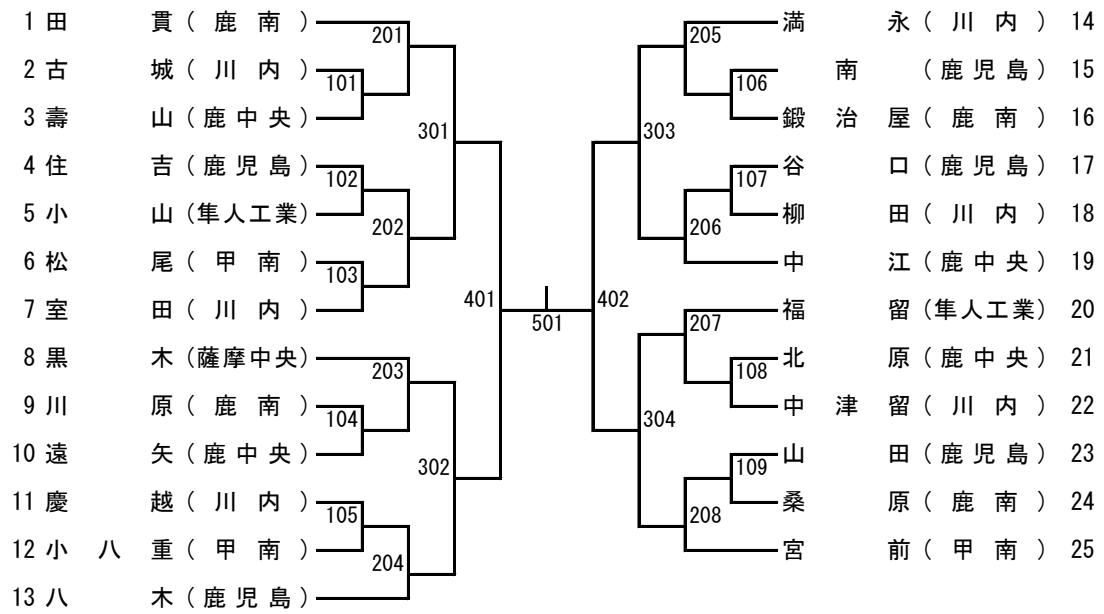 1 田貫(鹿南)
2 古城(川内)
3 壽山(鹿中央)
4 住吉(鹿児島)
5 小山(隼人工業)
6 松尾(甲南)
7 室田(川内)
8 黒木(薩摩中央)
9 川原(鹿南)
10 遠矢(鹿中央)
11 慶越(川内)
12 小八重(甲南)
13 八木(鹿児島)
201
101
102
202
103
203
104
105
204
301
302
401
501
402
303
304
205
106
107
206
207
108
109
208
満永(川内) 14
南(鹿児島) 15
鍛治屋(鹿南) 16
谷口(鹿児島) 17
柳田(川内) 18
中江(鹿中央) 19
福留(隼人工業) 20
北原(鹿中央) 21
中津留(川内) 22
山田(鹿児島) 23
桑原(鹿南) 24
宮前(甲南) 25